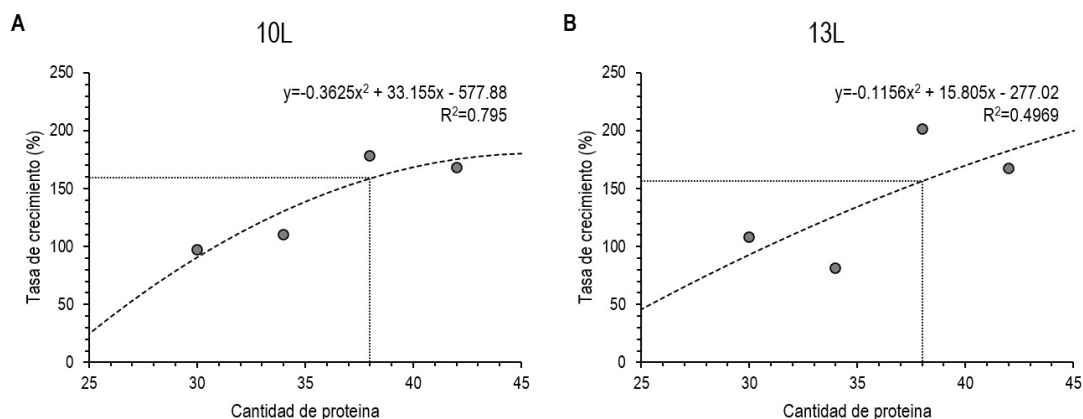 A
10L
250
200
150
100
50
0
Tasa de crecimiento (%)
y=-0.3625x² + 33.155x - 577.88
R²=0.795
25 30 35 40 45
Cantidad de proteina
B
13L
250
200
150
100
50
0
Tasa de crecimiento (%)
y=-0.1156x² + 15.805x - 277.02
R²=0.4969
25 30 35 40 45
Cantidad de proteina